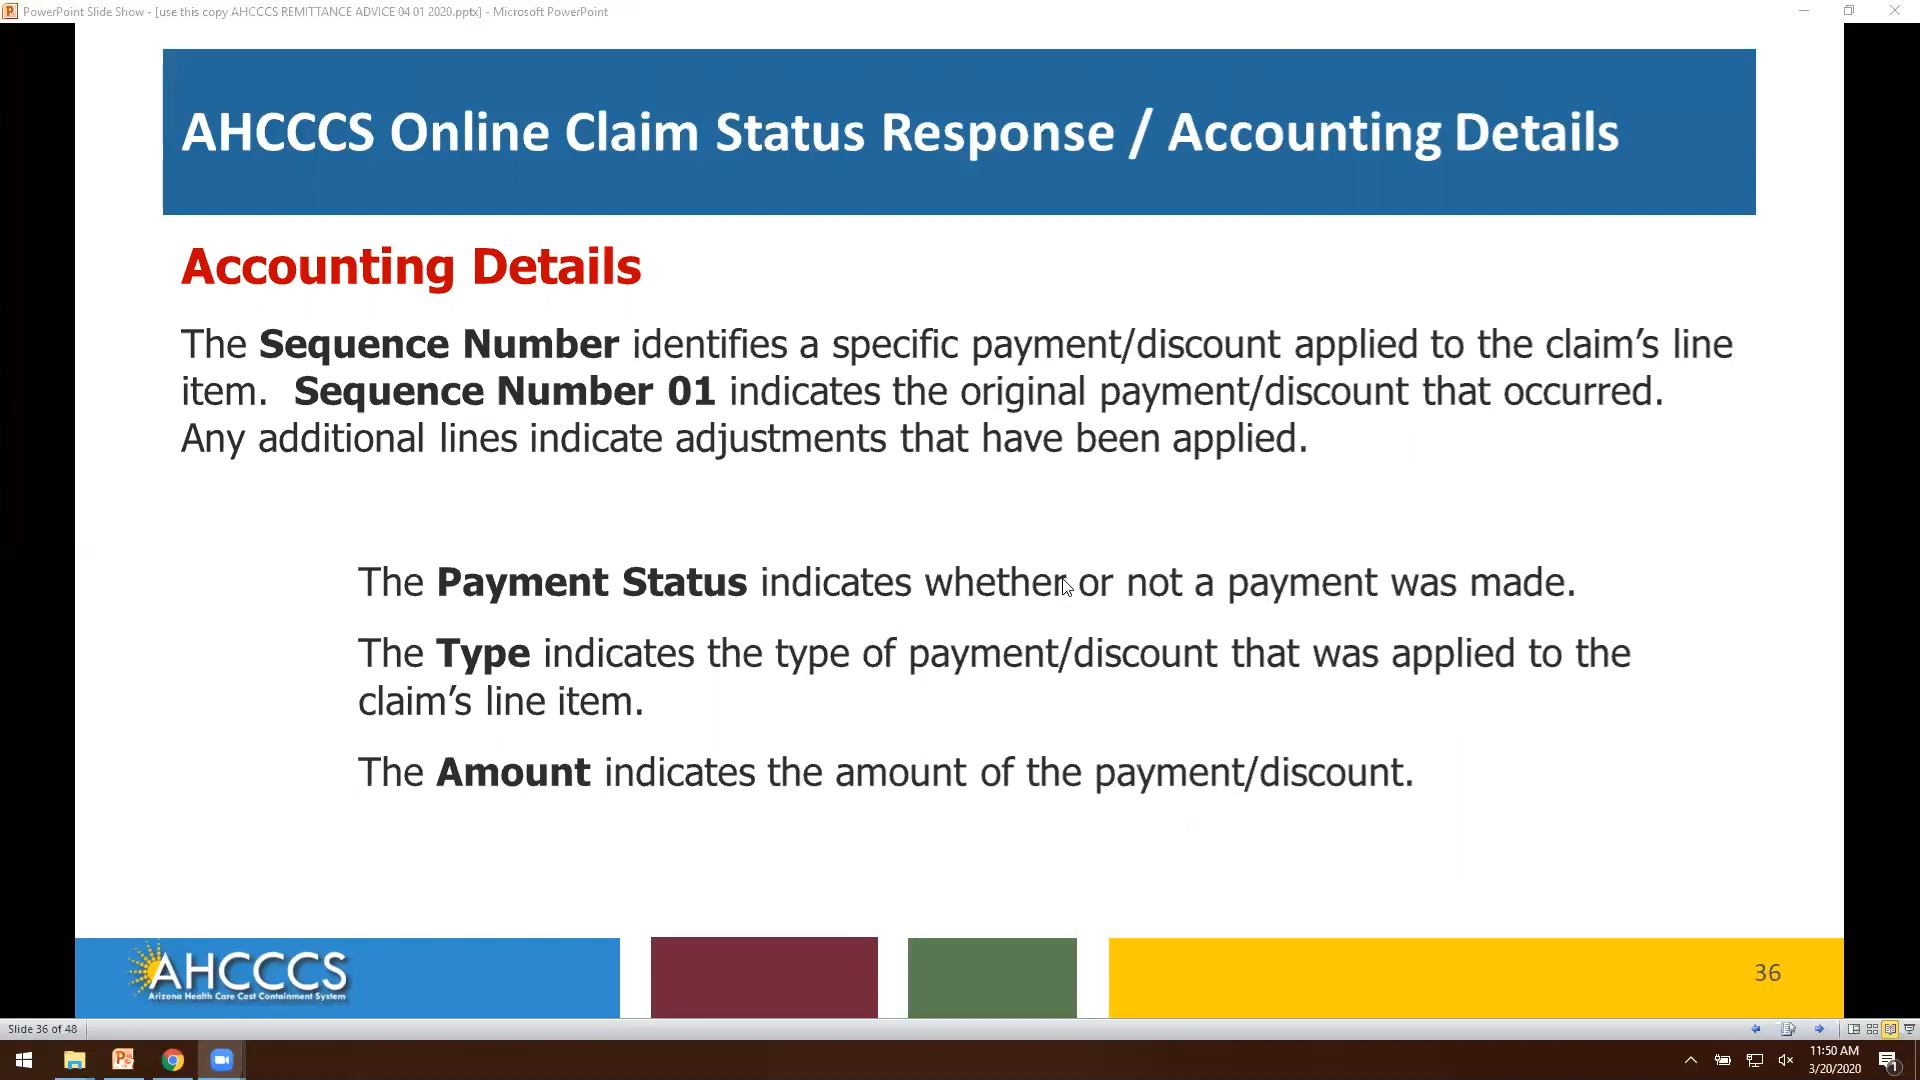 PowerPoint Slide Show - [use this copy AHCCCS REMITTANCE ADVICE 04 01 2020.pptx] - Microsoft PowerPoint
AHCCCS Online Claim Status Response / Accounting Details
Accounting Details
The Sequence Number identifies a specific payment/discount applied to the claim’s line
item. Sequence Number 01 indicates the original payment/discount that occurred.
Any additional lines indicate adjustments that have been applied.
The Payment Status indicates whether or not a payment was made.
The Type indicates the type of payment/discount that was applied to the
claim’s line item.
The Amount indicates the amount of the payment/discount.
AHCCCS
Arizona Health Care Cost Containment System
36
Slide 36 of 48
11:50 AM
3/20/2020
1